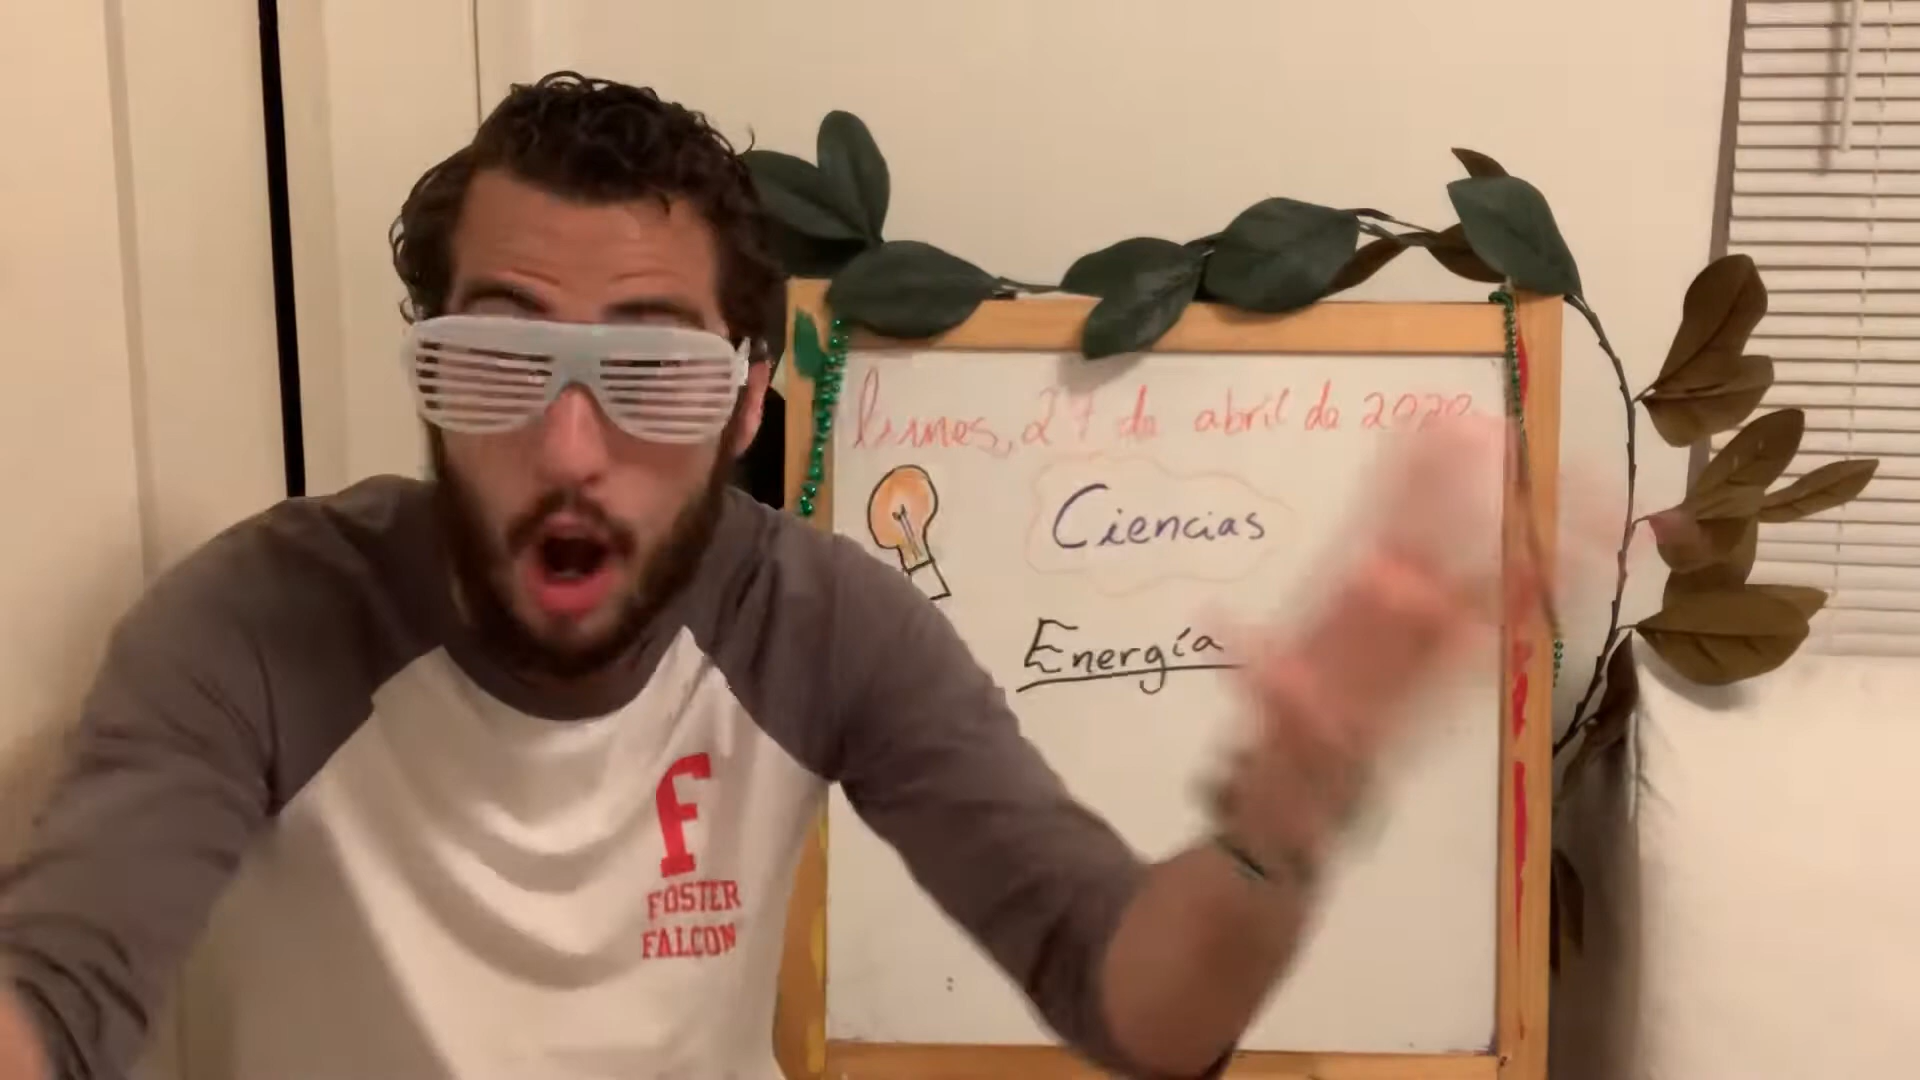 lunes, 27 de abril de 2020
Ciencias
Energía
F
FOSTER
FALCON